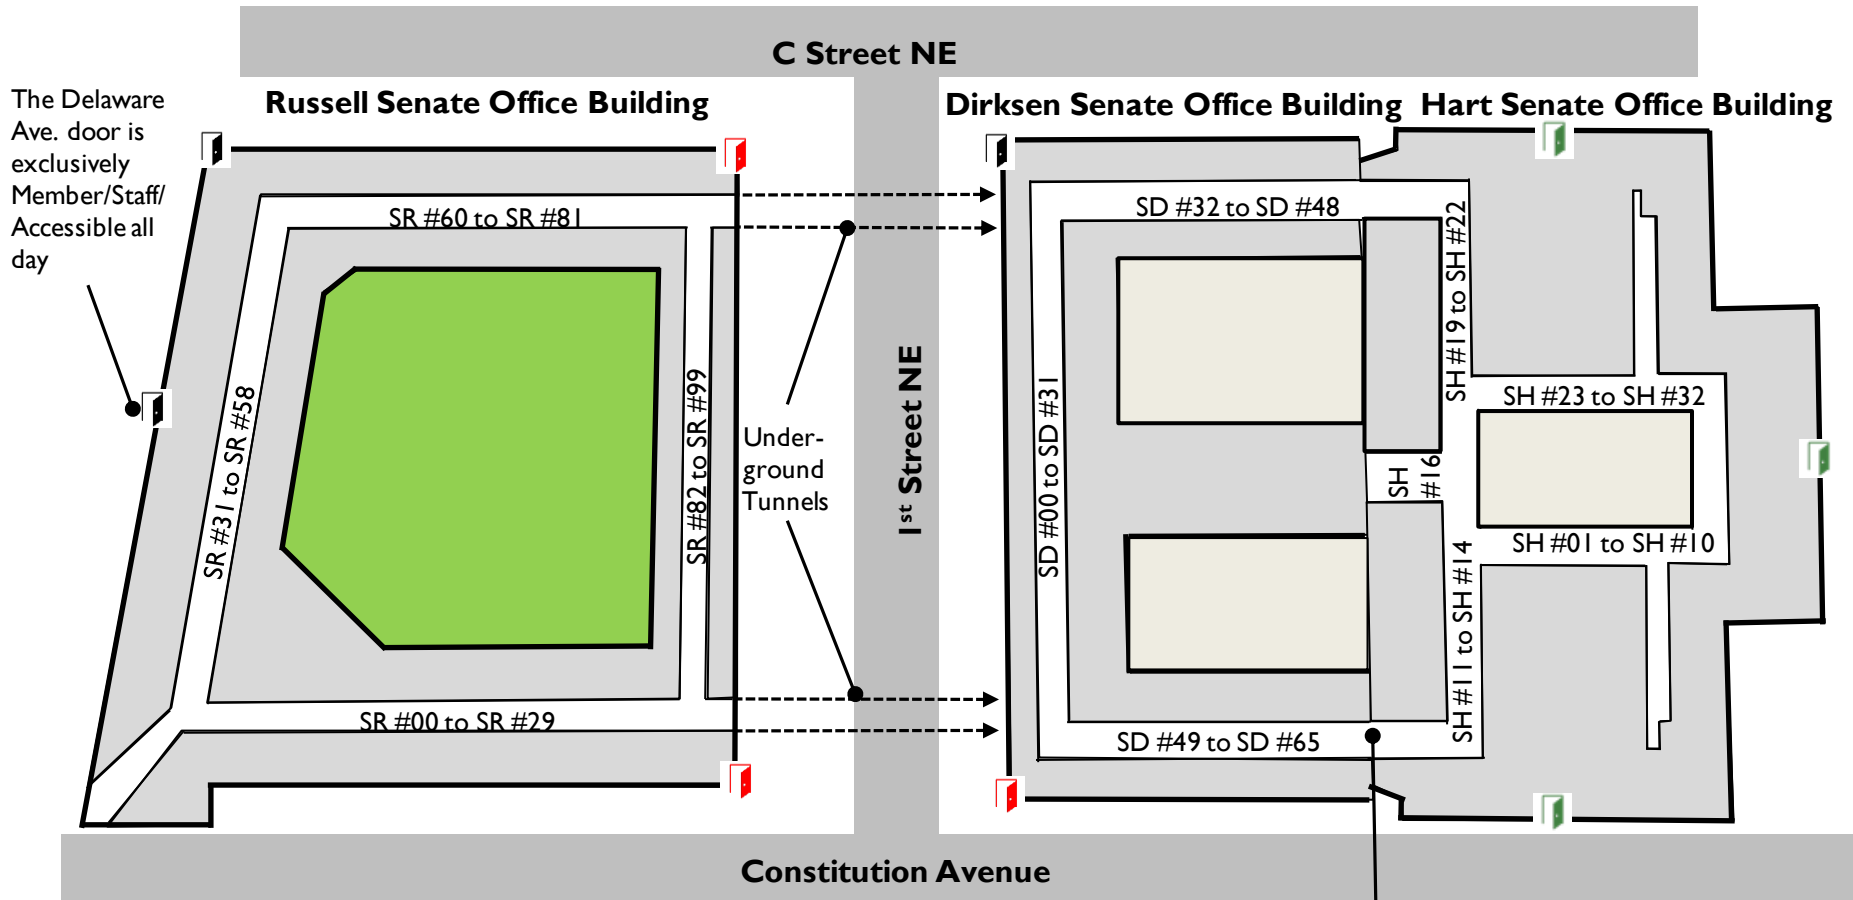 C Street NE
The Delaware
Ave. door is
exclusively
Member/Staff/
Accessible all
day
Russell Senate Office Building
Dirksen Senate Office Building
Hart Senate Office Building
SR #60 to SR #81
SR #31 to SR #58
SR #82 to SR #99
SR #00 to SR #29
Under-
ground
Tunnels
1st Street NE
SD #32 to SD #48
SD #00 to SD #31
SD #49 to SD #65
SH #19 to SH #22
SH #23 to SH #32
SH
#16
SH #01 to SH #10
SH #11 to SH #14
Constitution Avenue